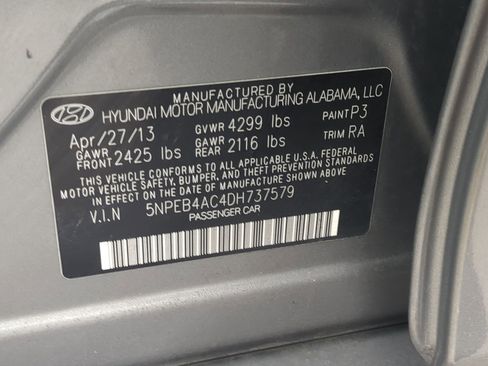 MANUFACTURED BY
HYUNDAI MOTOR MANUFACTURING ALABAMA, LLC
Apr/27/13 GVWR 4299 lbs PAINT P3
GAWR FRONT 2425 lbs GAWR REAR 2116 lbs TRIM RA
THIS VEHICLE CONFORMS TO ALL APPLICABLE U.S.A FEDERAL
MOTOR VEHICLE SAFETY, BUMPER, AND THEFT PREVENTION
STANDARDS IN EFFECT ON THE DATE OF MANUFACTURE SHOWN ABOVE.
V.I.N 5NPEB4AC4DH737579
PASSENGER CAR